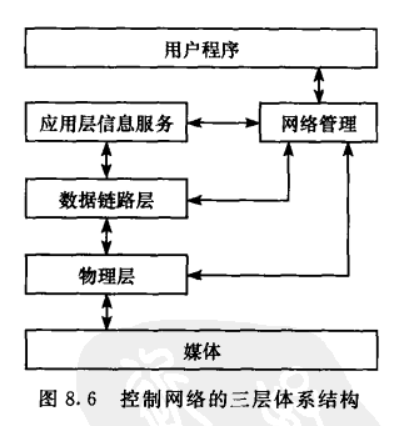 用户程序
应用层信息服务
网络管理
数据链路层
物理层
媒体
图 8.6 控制网络的三层体系结构